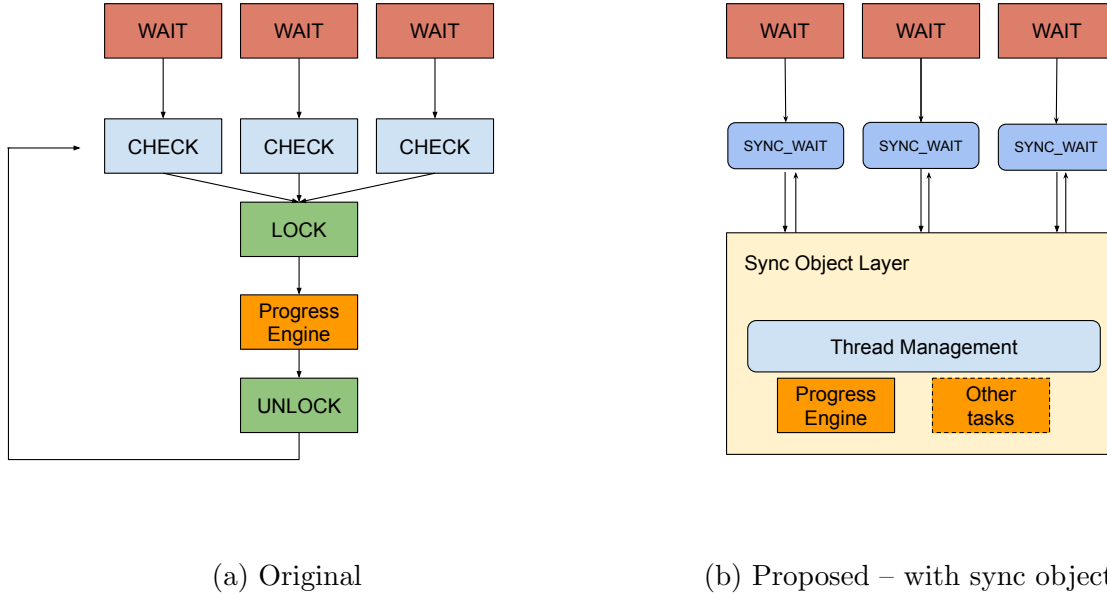 WAIT WAIT WAIT
CHECK CHECK CHECK
LOCK
Progress
Engine
UNLOCK
(a) Original
WAIT WAIT WAIT
SYNC_WAIT SYNC_WAIT SYNC_WAIT
Sync Object Layer
Thread Management
Progress
Engine
Other
tasks
(b) Proposed – with sync object